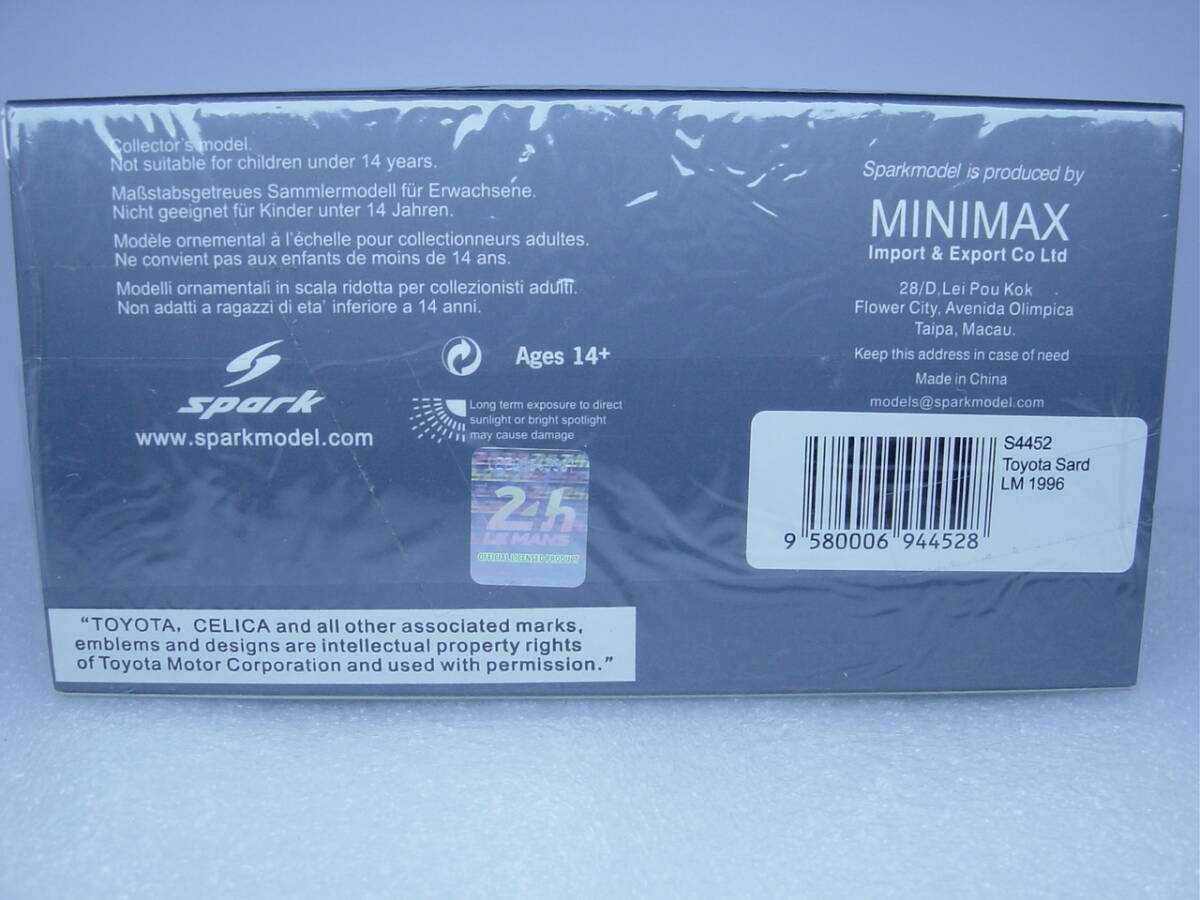 Collector's model.
Not suitable for children under 14 years.
Maßstabsgetreues Sammlermodell für Erwachsene.
Nicht geeignet für Kinder unter 14 Jahren.
Modèle ornemental à l'échelle pour collectionneurs adultes.
Ne convient pas aux enfants de moins de 14 ans.
Modelli ornamentali in scala ridotta per collezionisti adulti.
Non adatti a ragazzi di eta' inferiore a 14 anni.
spark
www.sparkmodel.com
Ages 14+
Long term exposure to direct
sunlight or bright spotlight
may cause damage
24h
LE MANS
OFFICIAL LICENSED PRODUCT
Sparkmodel is produced by
MINIMAX
Import & Export Co Ltd
28/D, Lei Pou Kok
Flower City, Avenida Olimpica
Taipa, Macau.
Keep this address in case of need
Made in China
models@sparkmodel.com
S4452
Toyota Sard
LM 1996
9 580006 944528
"TOYOTA, CELICA and all other associated marks,
emblems and designs are intellectual property rights
of Toyota Motor Corporation and used with permission."